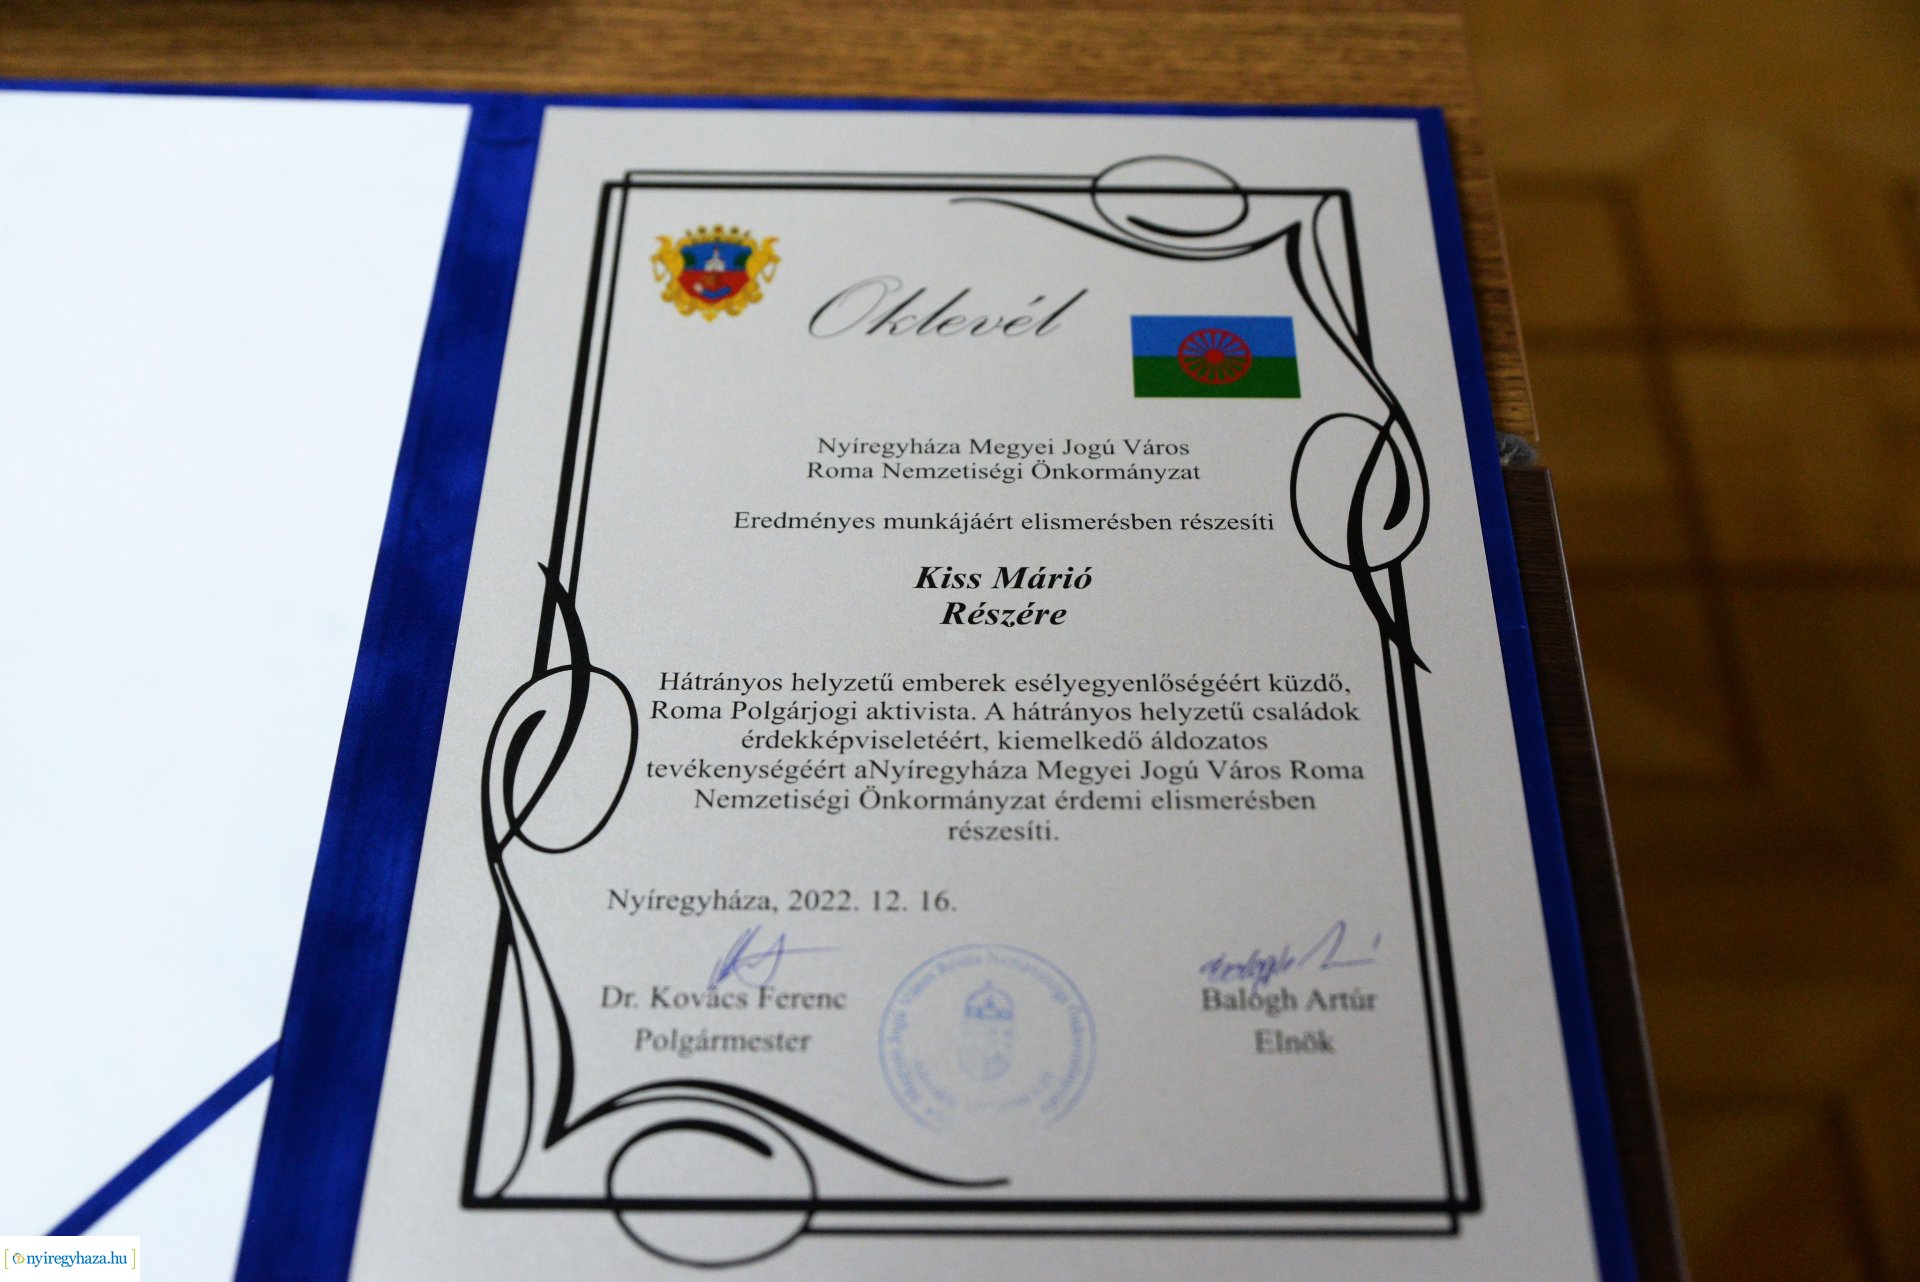 Oklevél
Nyíregyháza Megyei Jogú Város
Roma Nemzetiségi Önkormányzat
Eredményes munkájáért elismerésben részesíti
Kiss Márió
Részére
Hátrányos helyzetű emberek esélyegyenlőségéért küzdő,
Roma Polgárjogi aktivista. A hátrányos helyzetű családok
érdekképviseletéért, kiemelkedő áldozatos
tevékenységéért aNyíregyháza Megyei Jogú Város Roma
Nemzetiségi Önkormányzat érdemi elismerésben
részesíti.
Nyíregyháza, 2022. 12. 16.
Dr. Kovács Ferenc
Polgármester
Balogh Artúr
Elnök
nyiregyhaza.hu